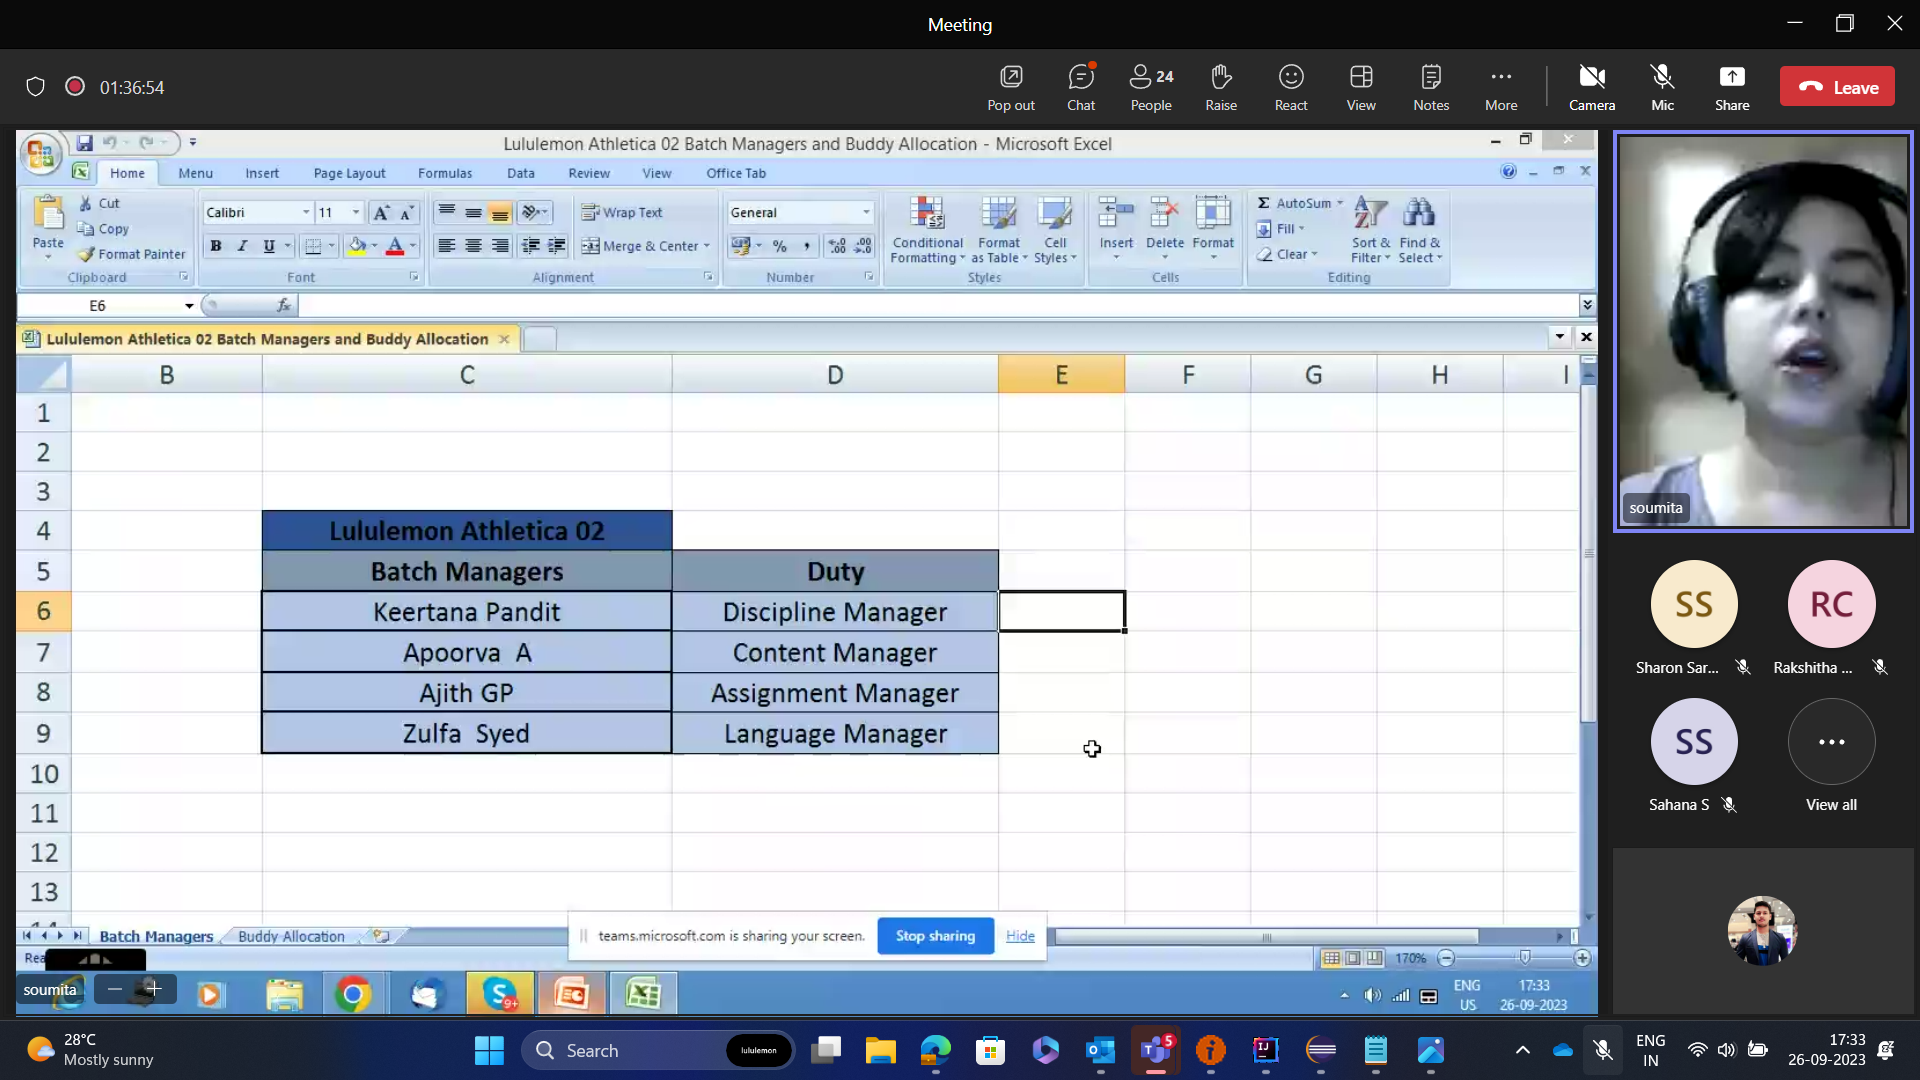 Meeting
01:36:54
Pop out
Chat
24
People
Raise
React
View
Notes
More
Camera
Mic
Share
Leave
Lululemon Athletica 02 Batch Managers and Buddy Allocation - Microsoft Excel
Home Menu Insert Page Layout Formulas Data Review View Office Tab
Paste
Cut
Copy
Format Painter
Clipboard
Calibri 11
B I U
Font
Wrap Text
Merge & Center
Alignment
General
%
Number
Conditional Formatting
Format as Table
Cell Styles
Styles
Insert
Delete
Format
Cells
AutoSum
Fill
Clear
Sort & Filter
Find & Select
Editing
E6
fx
Lululemon Athletica 02 Batch Managers and Buddy Allocation
B C D E F G H I
1
2
3
4 Lululemon Athletica 02
5 Batch Managers Duty
6 Keertana Pandit Discipline Manager
7 Apoorva A Content Manager
8 Ajith GP Assignment Manager
9 Zulfa Syed Language Manager
10
11
12
13
Batch Managers Buddy Allocation
teams.microsoft.com is sharing your screen. Stop sharing Hide
170%
soumita
ENG US
17:33
26-09-2023
soumita
SS
Sharon Sar...
RC
Rakshitha ...
SS
Sahana S
View all
28°C
Mostly sunny
Search
lululemon
5
ENG
IN
17:33
26-09-2023